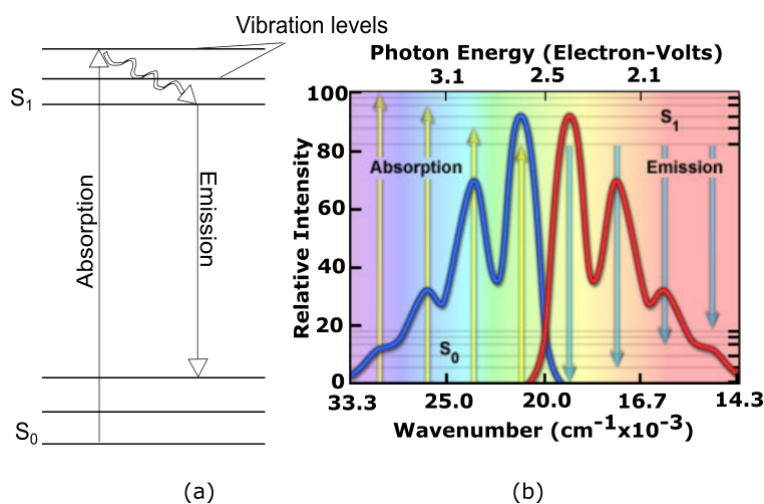 Vibration levels
S1
Absorption
Emission
S0
(a)
Photon Energy (Electron-Volts)
3.1 2.5 2.1
Relative Intensity
100
80
60
40
20
0
S1
Absorption Emission
S0
33.3 25.0 20.0 16.7 14.3
Wavenumber (cm-1x10-3)
(b)